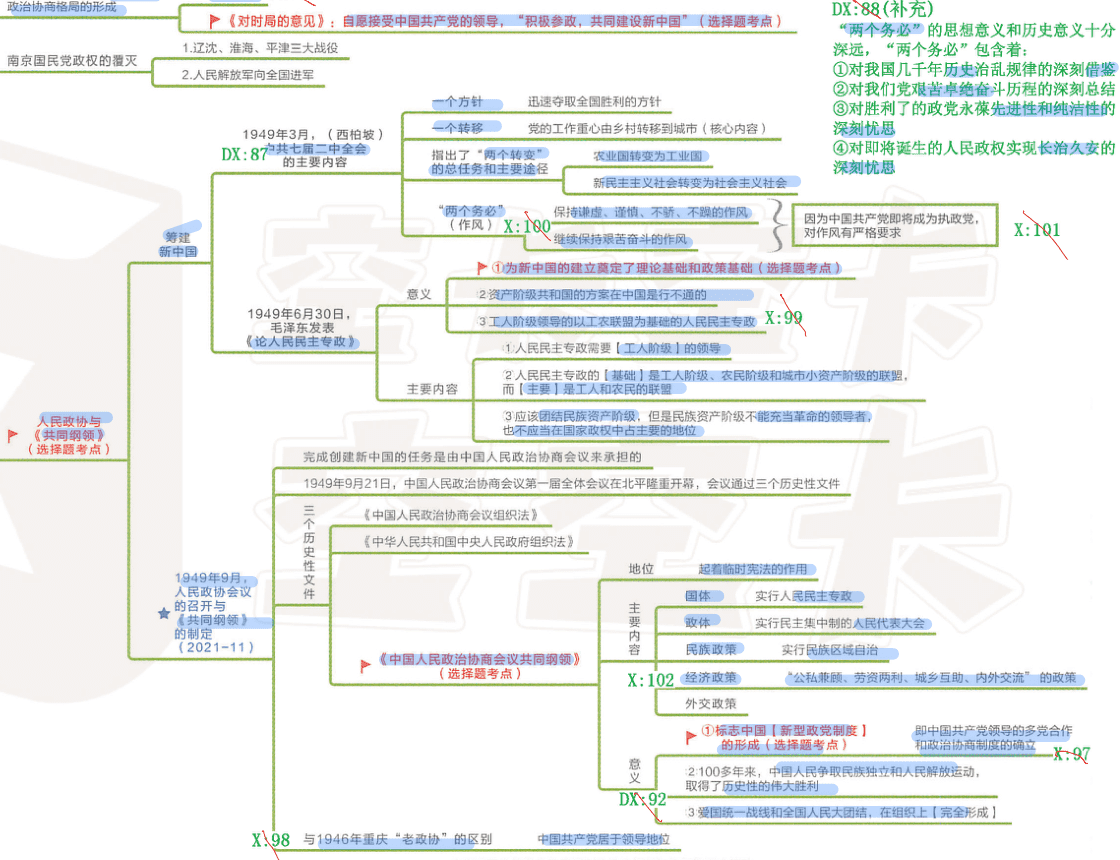 政治协商格局的形成
《对时局的意见》：自愿接受中国共产党的领导，“积极参政，共同建设新中国”（选择题考点）
南京国民党政权的覆灭
1.辽沈、淮海、平津三大战役
2.人民解放军向全国进军
DX:88(补充)
“两个务必”的思想意义和历史意义十分
深远，“两个务必”包含着：
①对我国几千年历史治乱规律的深刻借鉴
②对我们党艰苦卓绝奋斗历程的深刻总结
③对胜利了的政党永葆先进性和纯洁性的
深刻忧思
④对即将诞生的人民政权实现长治久安的
深刻忧思
人民政协与
《共同纲领》
（选择题考点）
筹建
新中国
1949年3月，（西柏坡）
中共七届二中全会
的主要内容
DX:87
一个方针
迅速夺取全国胜利的方针
一个转移
党的工作重心由乡村转移到城市（核心内容）
指出了“两个转变”
的总任务和主要途径
农业国转变为工业国
新民主主义社会转变为社会主义社会
“两个务必”
（作风）
X:100
保持谦虚、谨慎、不骄、不躁的作风
继续保持艰苦奋斗的作风
因为中国共产党即将成为执政党，
对作风有严格要求
X:101
1949年6月30日，
毛泽东发表
《论人民民主专政》
意义
①为新中国的建立奠定了理论基础和政策基础（选择题考点）
2资产阶级共和国的方案在中国是行不通的
3工人阶级领导的以工农联盟为基础的人民民主专政
X:99
主要内容
1人民民主专政需要【工人阶级】的领导
2人民民主专政的【基础】是工人阶级、农民阶级和城市小资产阶级的联盟，
而【主要】是工人和农民的联盟
3应该团结民族资产阶级，但是民族资产阶级不能充当革命的领导者，
也不应当在国家政权中占主要的地位
1949年9月，
人民政协会议
的召开与
《共同纲领》
的制定
（2021-11）
完成创建新中国的任务是由中国人民政治协商会议来承担的
1949年9月21日，中国人民政治协商会议第一届全体会议在北平隆重开幕，会议通过三个历史性文件
三个历史性文件
《中国人民政治协商会议组织法》
《中华人民共和国中央人民政府组织法》
《中国人民政治协商会议共同纲领》
（选择题考点）
地位
起着临时宪法的作用
主要内容
国体
实行人民民主专政
政体
实行民主集中制的人民代表大会
民族政策
实行民族区域自治
X:102
经济政策
“公私兼顾、劳资两利、城乡互助、内外交流”的政策
外交政策
意义
①标志中国【新型政党制度】
的形成（选择题考点）
即中国共产党领导的多党合作
和政治协商制度的确立
X:97
2100多年来，中国人民争取民族独立和人民解放运动，
取得了历史性的伟大胜利
DX:92
3爱国统一战线和全国人民大团结，在组织上【完全形成】
X:98
与1946年重庆“老政协”的区别
中国共产党居于领导地位